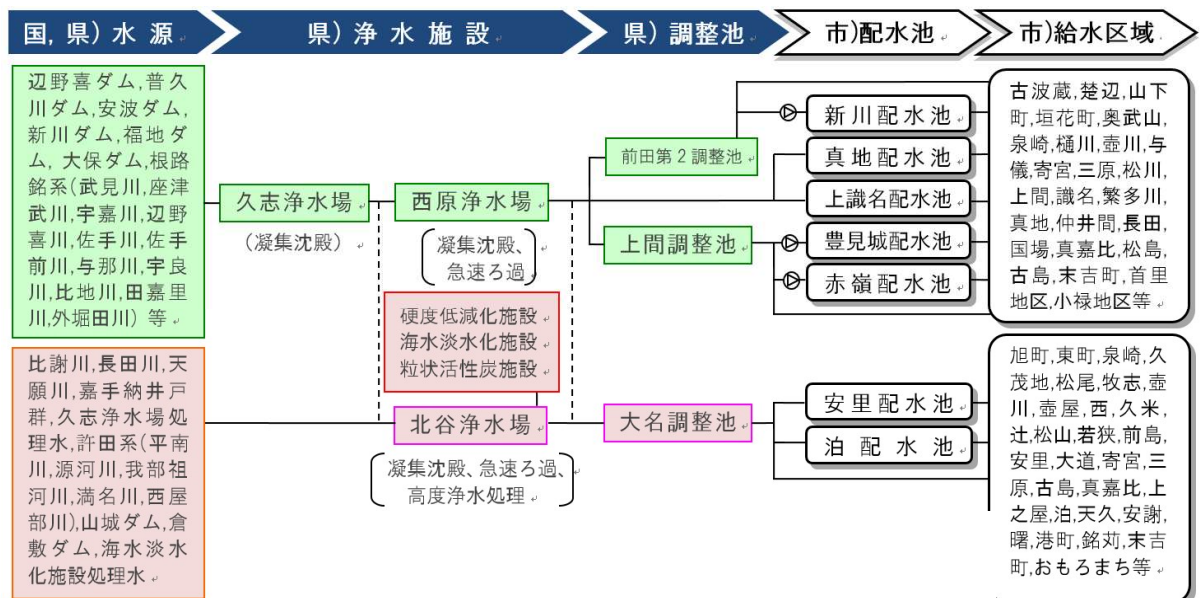 国，県）水源
県）浄水施設
県）調整池
市)配水池
市)給水区域
辺野喜ダム,普久
川ダム,安波ダム,
新川ダム,福地ダ
ム, 大保ダム,根路
銘系(武見川,座津
武川,宇嘉川,辺野
喜川,佐手川,佐手
前川,与那川,宇良
川,比地川,田嘉里
川,外堀田川）等
久志浄水場
（凝集沈殿）
西原浄水場
凝集沈殿、
急速ろ過
硬度低減化施設
海水淡水化施設
粒状活性炭施設
前田第２調整池
上間調整池
新川配水池
真地配水池
上識名配水池
豊見城配水池
赤嶺配水池
古波蔵,楚辺,山下
町,垣花町,奥武山,
泉崎,樋川,壺川,与
儀,寄宮,三原,松川,
上間,識名,繁多川,
真地,仲井間,長田,
国場,真嘉比,松島,
古島,末吉町,首里
地区,小禄地区等
比謝川,長田川,天
願川,嘉手納井戸
群,久志浄水場処
理水,許田系(平南
川,源河川,我部祖
河川,満名川,西屋
部川),山城ダム,倉
敷ダム,海水淡水
化施設処理水
北谷浄水場
凝集沈殿、急速ろ過、
高度浄水処理
大名調整池
安里配水池
泊配水池
旭町,東町,泉崎,久
茂地,松尾,牧志,壺
川,壺屋,西,久米,
辻,松山,若狭,前島,
安里,大道,寄宮,三
原,古島,真嘉比,上
之屋,泊,天久,安謝,
曙,港町,銘苅,末吉
町,おもろまち等